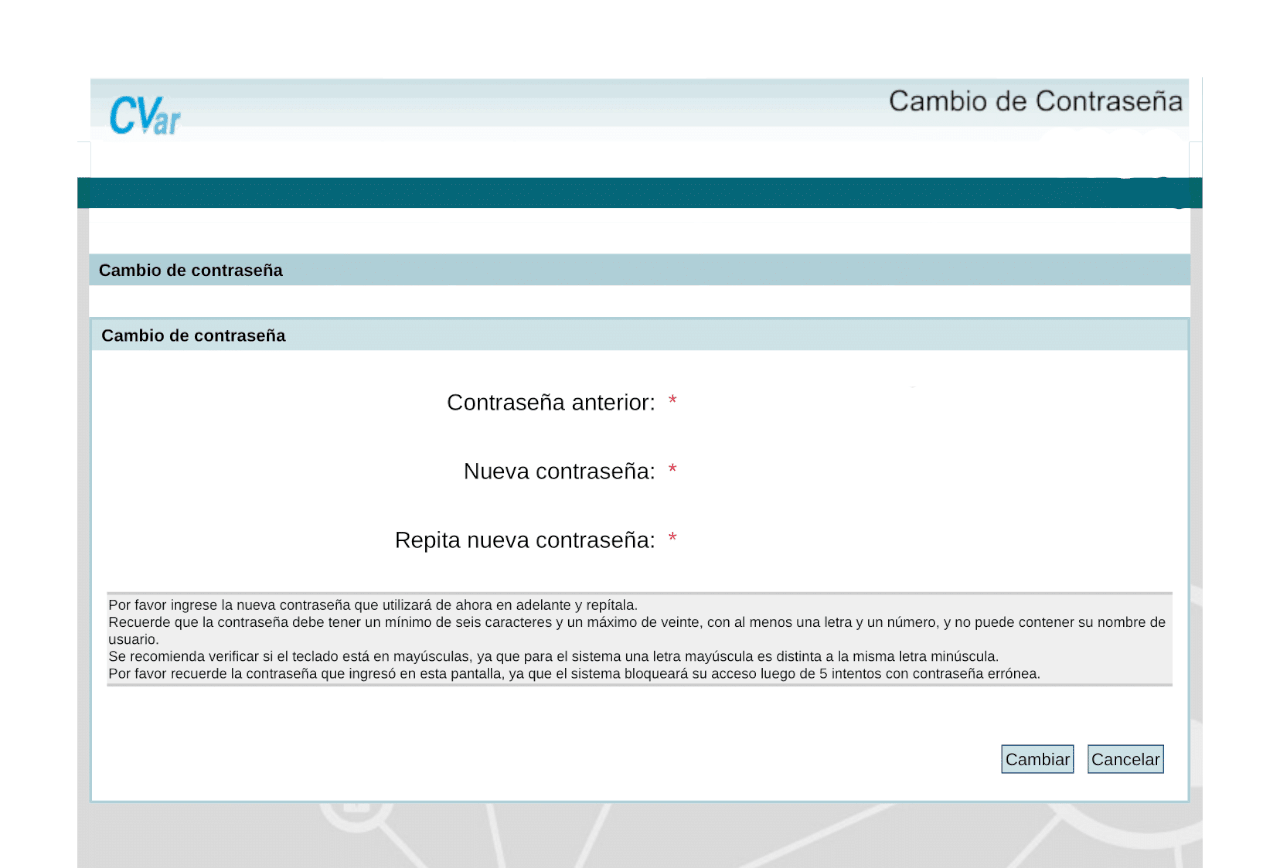 CVar
Cambio de Contraseña
Cambio de contraseña
Cambio de contraseña
Contraseña anterior: *
Nueva contraseña: *
Repita nueva contraseña: *
Por favor ingrese la nueva contraseña que utilizará de ahora en adelante y repítala.
Recuerde que la contraseña debe tener un mínimo de seis caracteres y un máximo de veinte, con al menos una letra y un número, y no puede contener su nombre de
usuario.
Se recomienda verificar si el teclado está en mayúsculas, ya que para el sistema una letra mayúscula es distinta a la misma letra minúscula.
Por favor recuerde la contraseña que ingresó en esta pantalla, ya que el sistema bloqueará su acceso luego de 5 intentos con contraseña errónea.
Cambiar Cancelar